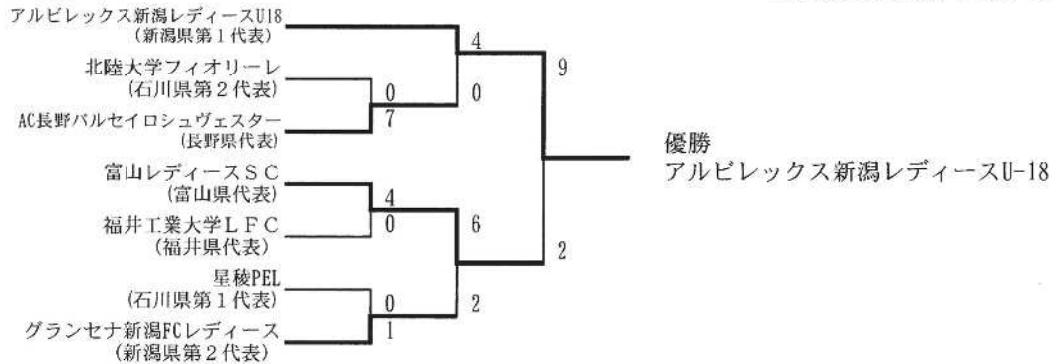 アルビレックス新潟レディースU18
(新潟県第1代表)
4
9
北陸大学フィオリーレ
(石川県第2代表)
0
0
AC長野パルセイロシュヴェスター
(長野県代表)
7
優勝
アルビレックス新潟レディースU-18
富山レディースＳＣ
(富山県代表)
4
福井工業大学ＬＦＣ
(福井県代表)
0
6
2
星稜PEL
(石川県第1代表)
0
2
グランセナ新潟FCレディース
(新潟県第2代表)
1